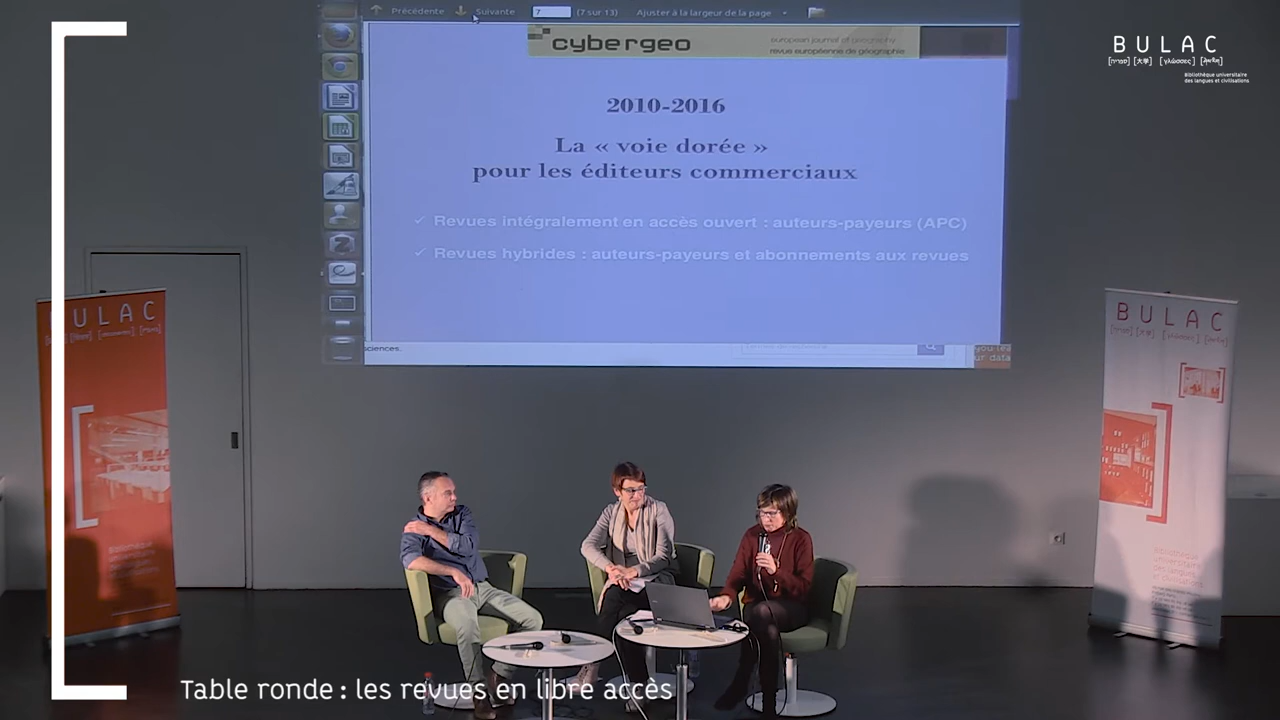 Précédente Suivante 7 (7 sur 13) Ajuster à la largeur de la page
cybergeo
european journal of geography
revue européenne de géographie
2010-2016
La « voie dorée »
pour les éditeurs commerciaux
✓ Revues intégralement en accès ouvert : auteurs-payeurs (APC)
✓ Revues hybrides : auteurs-payeurs et abonnements aux revues
sciences.
BULAC
Bibliothèque universitaire
des langues et civilisations
ULAC
BULAC
Table ronde : les revues en libre accès